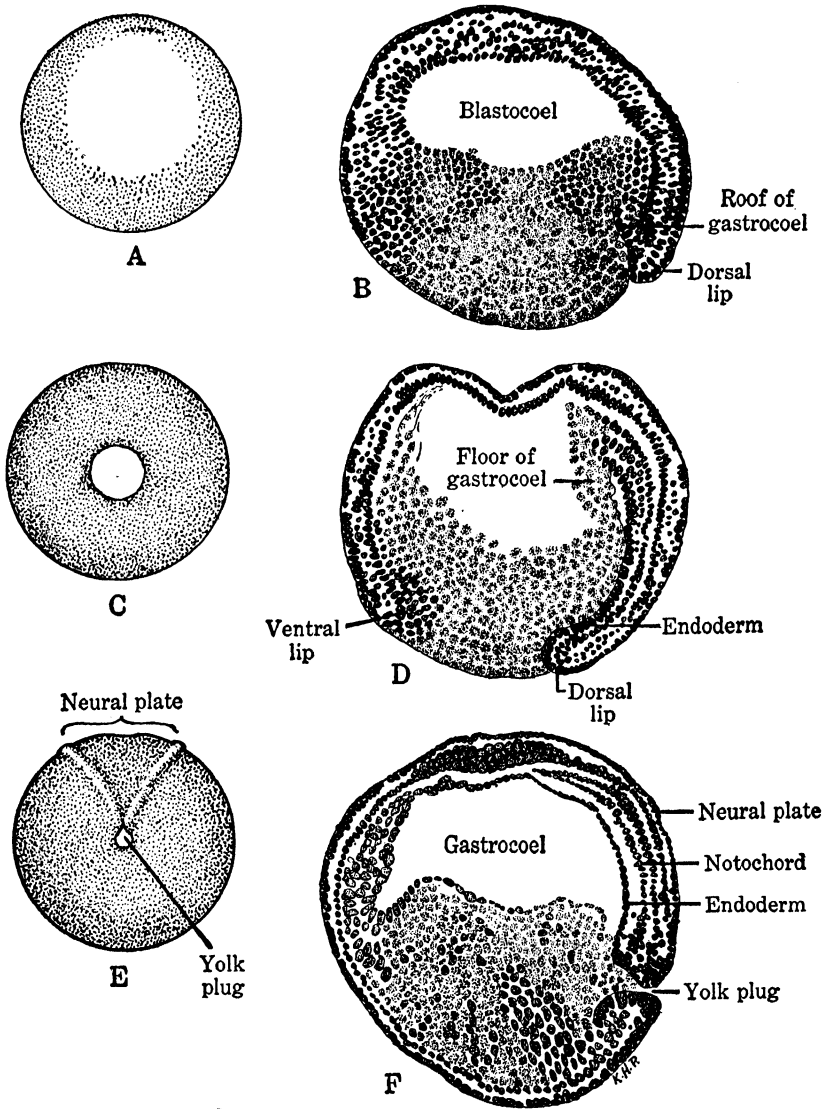 A
Blastocoel
Roof of
gastrocoel
Dorsal
lip
B
C
Floor of
gastrocoel
Ventral
lip
Endoderm
D
Dorsal
lip
Neural plate
E
Yolk
plug
Gastrocoel
Neural plate
Notochord
Endoderm
Yolk plug
F
K.H.R.